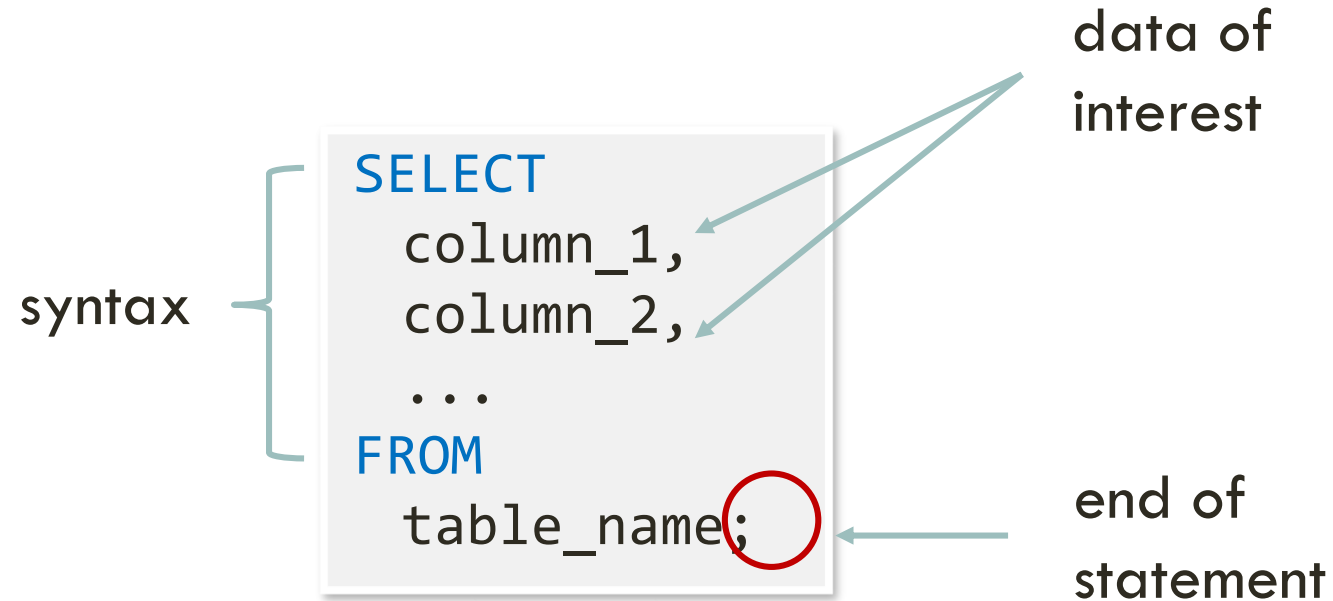 data of
interest
SELECT
column_1,
column_2,
...
FROM
table_name;
syntax
end of
statement